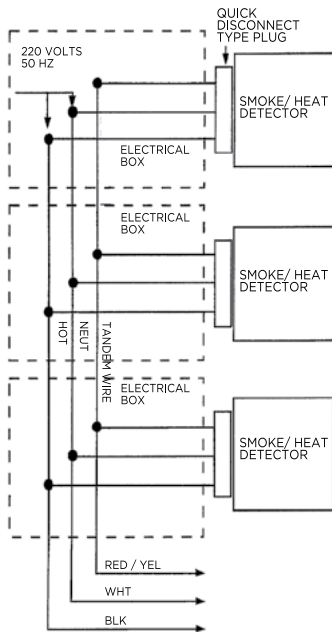 QUICK
DISCONNECT
TYPE PLUG
220 VOLTS
50 HZ
SMOKE/ HEAT
DETECTOR
ELECTRICAL
BOX
ELECTRICAL
BOX
SMOKE/ HEAT
DETECTOR
HOT
NEUT
TANDEM WIRE
ELECTRICAL
BOX
SMOKE/ HEAT
DETECTOR
RED / YEL
WHT
BLK